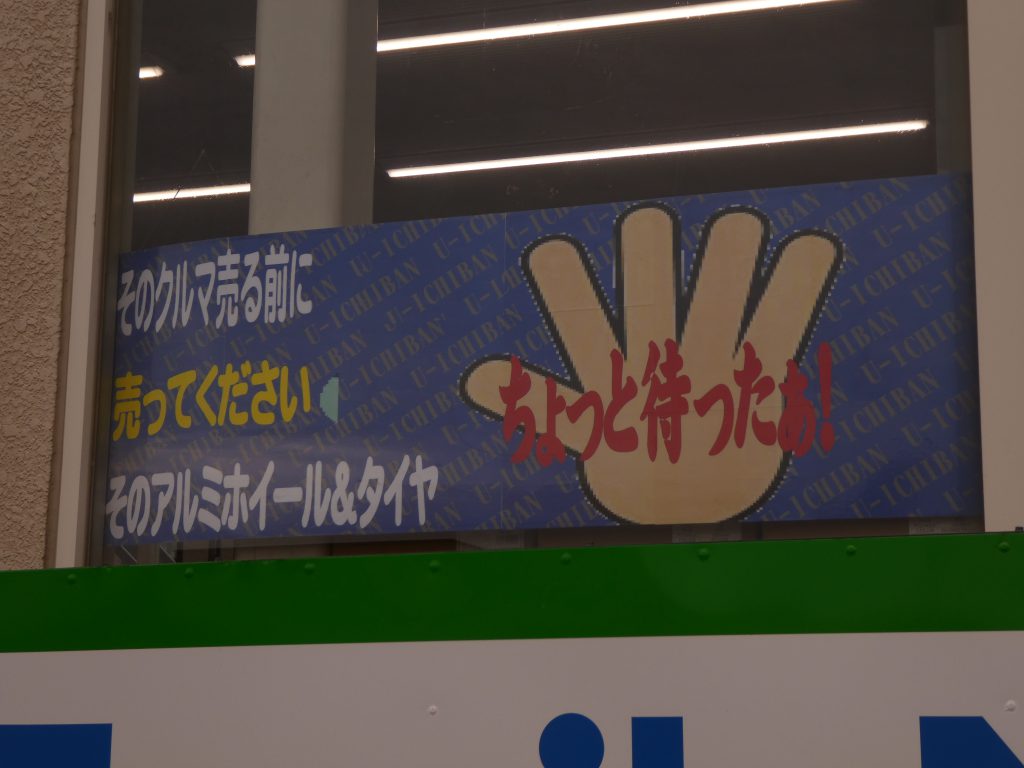 そのクルマ売る前に
売ってください
そのアルミホイール&タイヤ
ちょっと待ったぁ!
U-ICHIBAN